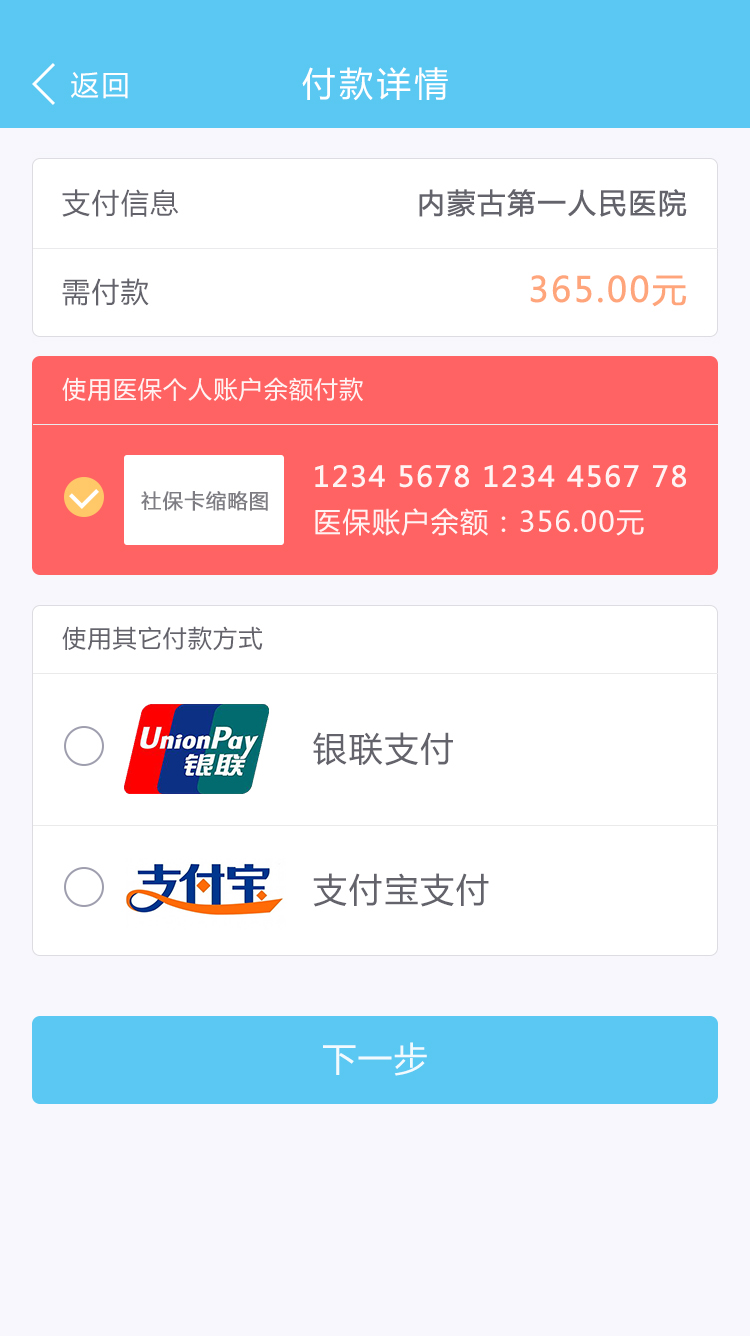 返回
付款详情
支付信息
内蒙古第一人民医院
需付款
365.00元
使用医保个人账户余额付款
社保卡缩略图
1234 5678 1234 4567 78
医保账户余额：356.00元
使用其它付款方式
UnionPay
银联
银联支付
支付宝
支付宝支付
下一步